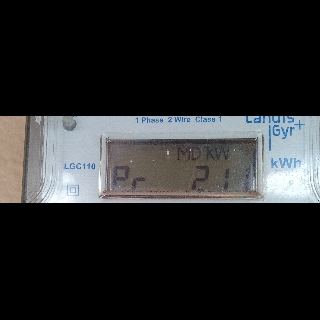 1 Phase 2 Wire Class 1
Landis
Gyr+
MD kW
LGC110
kWh
Pr 2.1